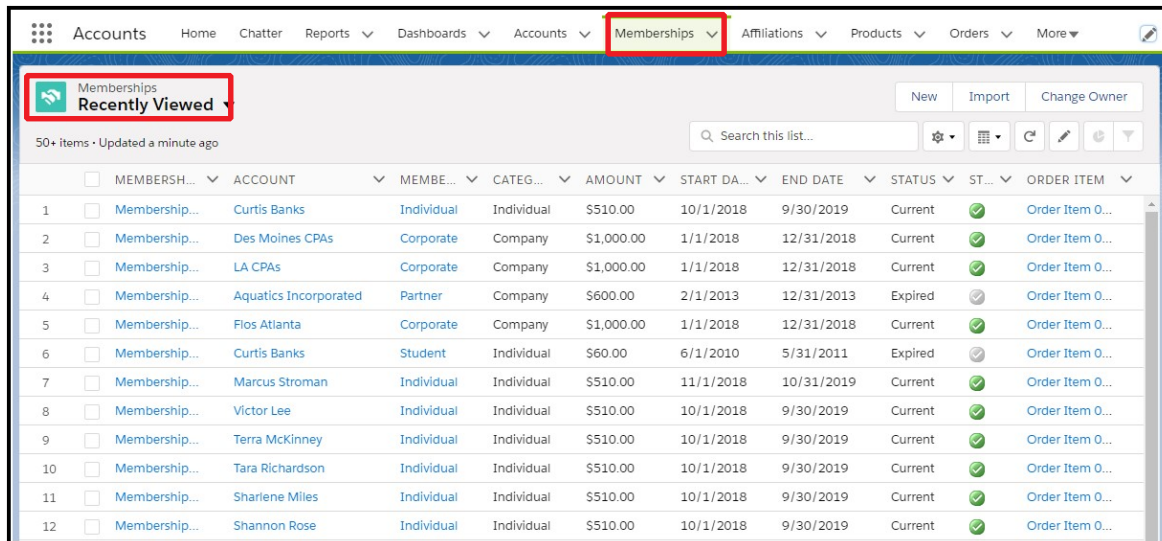 Accounts Home Chatter Reports Dashboards Accounts Memberships Affiliations Products Orders More
Memberships
Recently Viewed
New Import Change Owner
50+ items • Updated a minute ago
Search this list...
MEMBERSH... ACCOUNT MEMBE... CATEG... AMOUNT START DA... END DATE STATUS ST... ORDER ITEM
1 Membership... Curtis Banks Individual Individual $510.00 10/1/2018 9/30/2019 Current Order Item 0...
2 Membership... Des Moines CPAs Corporate Company $1,000.00 1/1/2018 12/31/2018 Current Order Item 0...
3 Membership... LA CPAs Corporate Company $1,000.00 1/1/2018 12/31/2018 Current Order Item 0...
4 Membership... Aquatics Incorporated Partner Company $600.00 2/1/2013 12/31/2013 Expired Order Item 0...
5 Membership... Flos Atlanta Corporate Company $1,000.00 1/1/2018 12/31/2018 Current Order Item 0...
6 Membership... Curtis Banks Student Individual $60.00 6/1/2010 5/31/2011 Expired Order Item 0...
7 Membership... Marcus Stroman Individual Individual $510.00 11/1/2018 10/31/2019 Current Order Item 0...
8 Membership... Victor Lee Individual Individual $510.00 10/1/2018 9/30/2019 Current Order Item 0...
9 Membership... Terra McKinney Individual Individual $510.00 10/1/2018 9/30/2019 Current Order Item 0...
10 Membership... Tara Richardson Individual Individual $510.00 10/1/2018 9/30/2019 Current Order Item 0...
11 Membership... Sharlene Miles Individual Individual $510.00 10/1/2018 9/30/2019 Current Order Item 0...
12 Membership... Shannon Rose Individual Individual $510.00 10/1/2018 9/30/2019 Current Order Item 0...